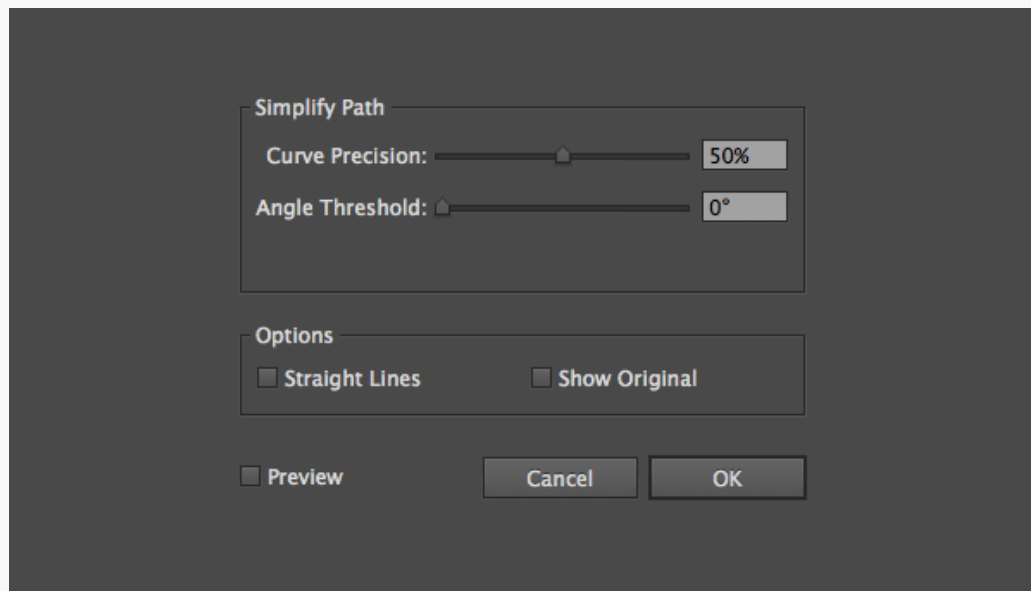 Simplify Path
Curve Precision: 50%
Angle Threshold: 0°
Options
Straight Lines Show Original
Preview Cancel OK